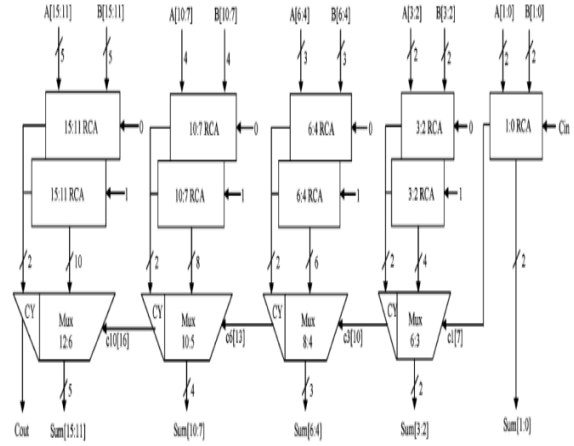 A[15:11] B[15:11] A[10:7] B[10:7] A[6:4] B[6:4] A[3:2] B[3:2] A[1:0] B[1:0]
5 5 4 4 3 3 2 2 2 2
15:11 RCA 0 10:7 RCA 0 6:4 RCA 0 3:2 RCA 0 1:0 RCA Cin
15:11 RCA 1 10:7 RCA 1 6:4 RCA 1 3:2 RCA 1
2 10 2 8 2 6 2 4 2
CY Mux CY Mux CY Mux CY Mux
12:6 c10[16] 10:5 c6[13] 8:4 c3[10] 6:3 c1[7]
5 4 3 2
Cout Sum[15:11] Sum[10:7] Sum[6:4] Sum[3:2] Sum[1:0]